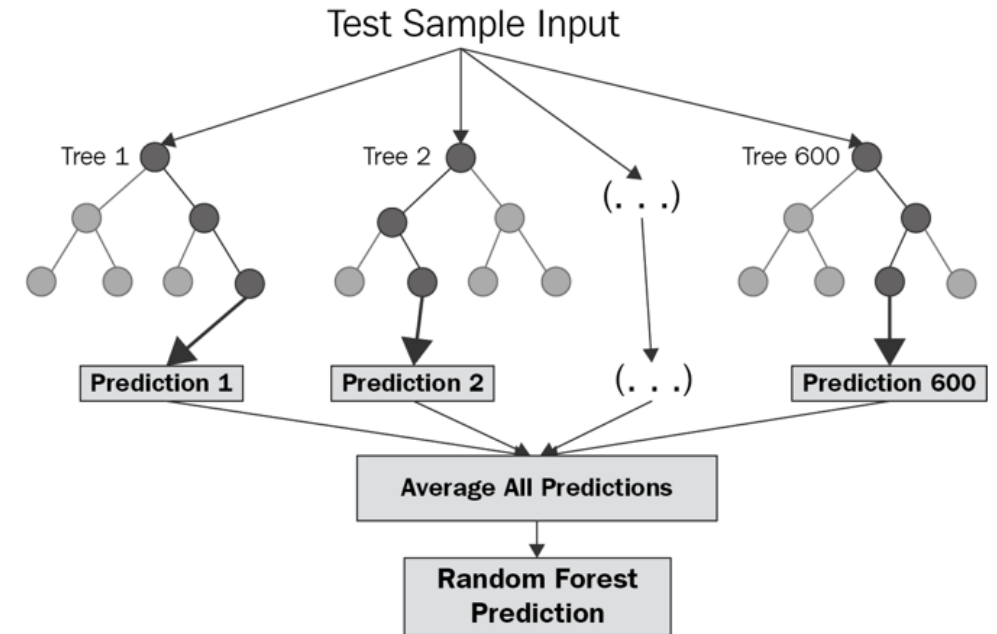 Test Sample Input
Tree 1
Tree 2
Tree 600
(. . .)
Prediction 1
Prediction 2
(. . .)
Prediction 600
Average All Predictions
Random Forest
Prediction